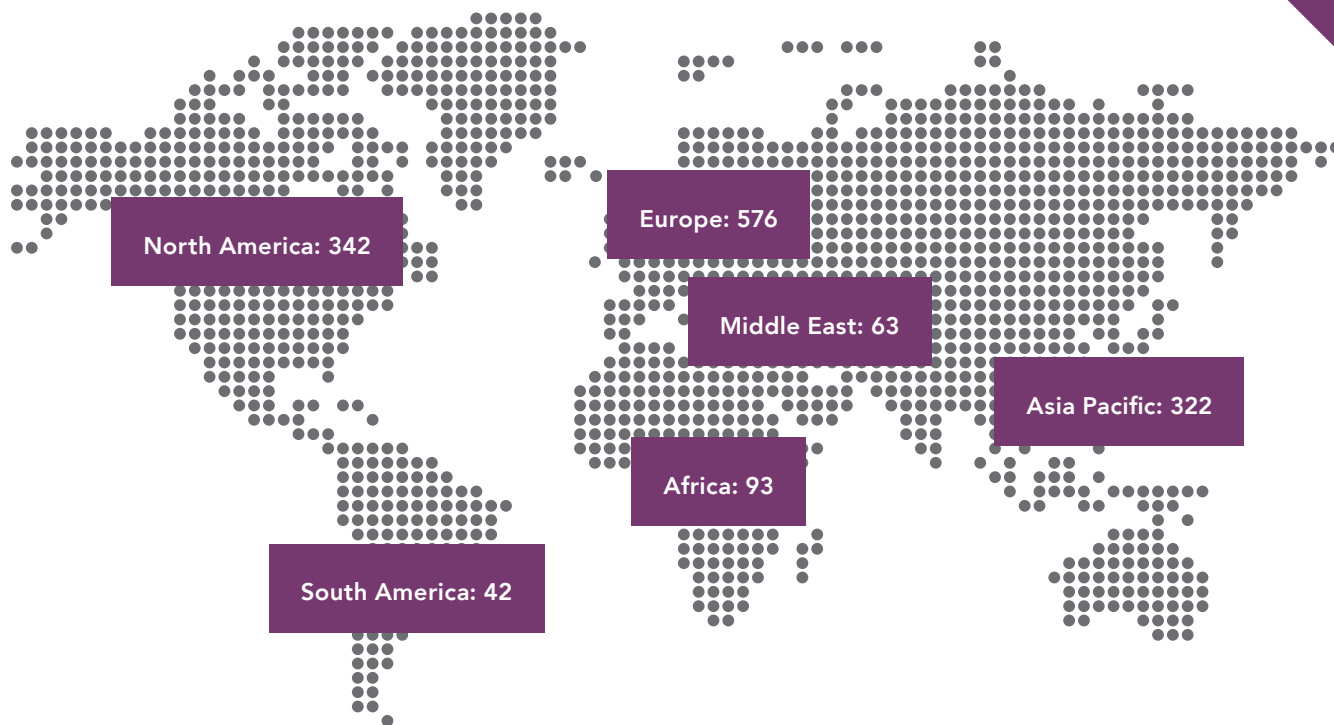 Europe: 576
North America: 342
Middle East: 63
Asia Pacific: 322
Africa: 93
South America: 42